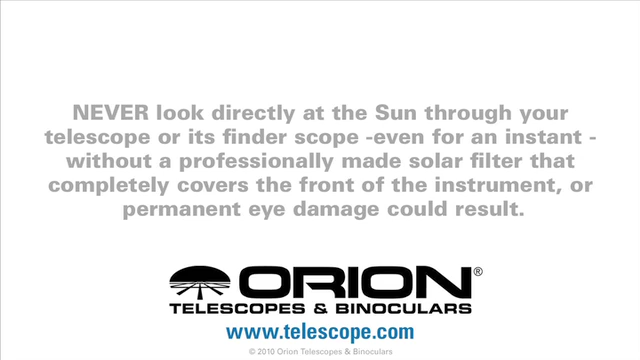 NEVER look directly at the Sun through your
telescope or its finder scope -even for an instant -
without a professionally made solar filter that
completely covers the front of the instrument, or
permanent eye damage could result.
ORION®
TELESCOPES & BINOCULARS
www.telescope.com
© 2010 Orion Telescopes & Binoculars